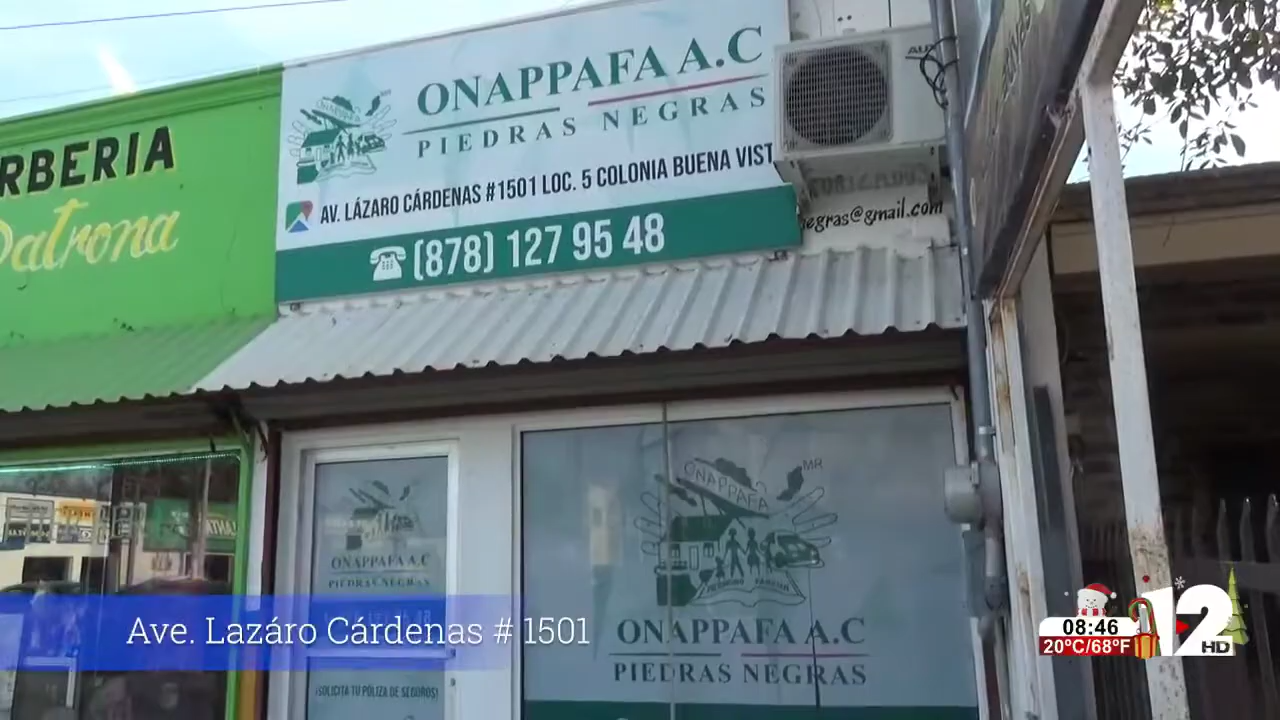 ONAPPAFA A.C
PIEDRAS NEGRAS
AV. LÁZARO CÁRDENAS #1501 LOC. 5 COLONIA BUENA VIST
(878) 127 95 48
egras@gmail.com
RBERIA
Patrona
ONAPPAFA
MR
ONAPPAFA A.C
PIEDRAS NEGRAS
ONAPPAFA A.C
PIEDRAS NEGRAS
¡SOLICITA TU PÓLIZA DE SEGUROS!
Ave. Lazáro Cárdenas # 1501
08:46
20°C/68°F
12
HD